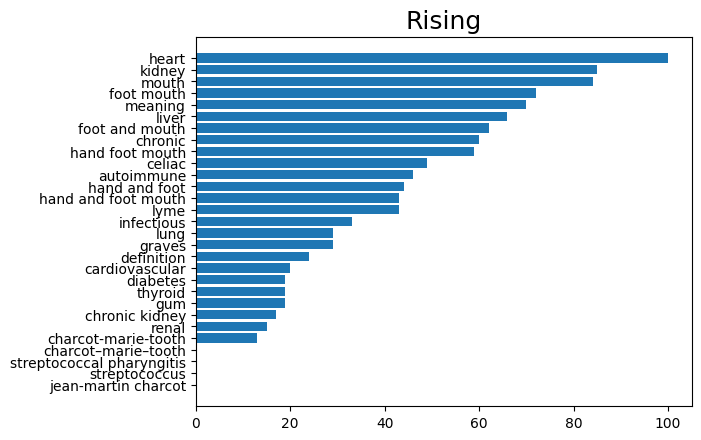 Rising
heart
kidney
mouth
foot mouth
meaning
liver
foot and mouth
chronic
hand foot mouth
celiac
autoimmune
hand and foot
hand and foot mouth
lyme
infectious
lung
graves
definition
cardiovascular
diabetes
thyroid
gum
chronic kidney
renal
charcot-marie-tooth
charcot–marie–tooth
streptococcal pharyngitis
streptococcus
jean-martin charcot
0 20 40 60 80 100